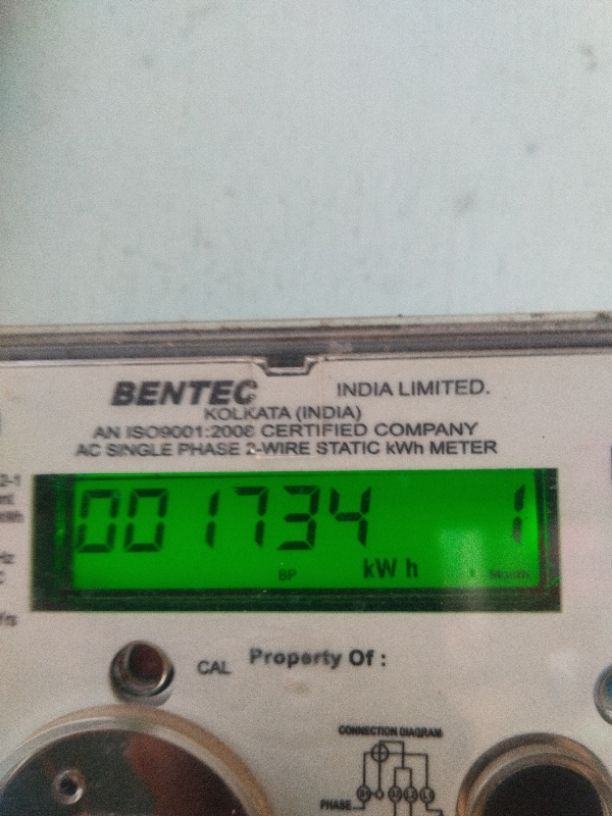 BENTEC INDIA LIMITED.
KOLKATA (INDIA)
AN ISO9001:2008 CERTIFIED COMPANY
AC SINGLE PHASE 2-WIRE STATIC kWh METER
001734 1
BP kW h Month
CAL Property Of :
CONNECTION DIAGRAM
PHASE